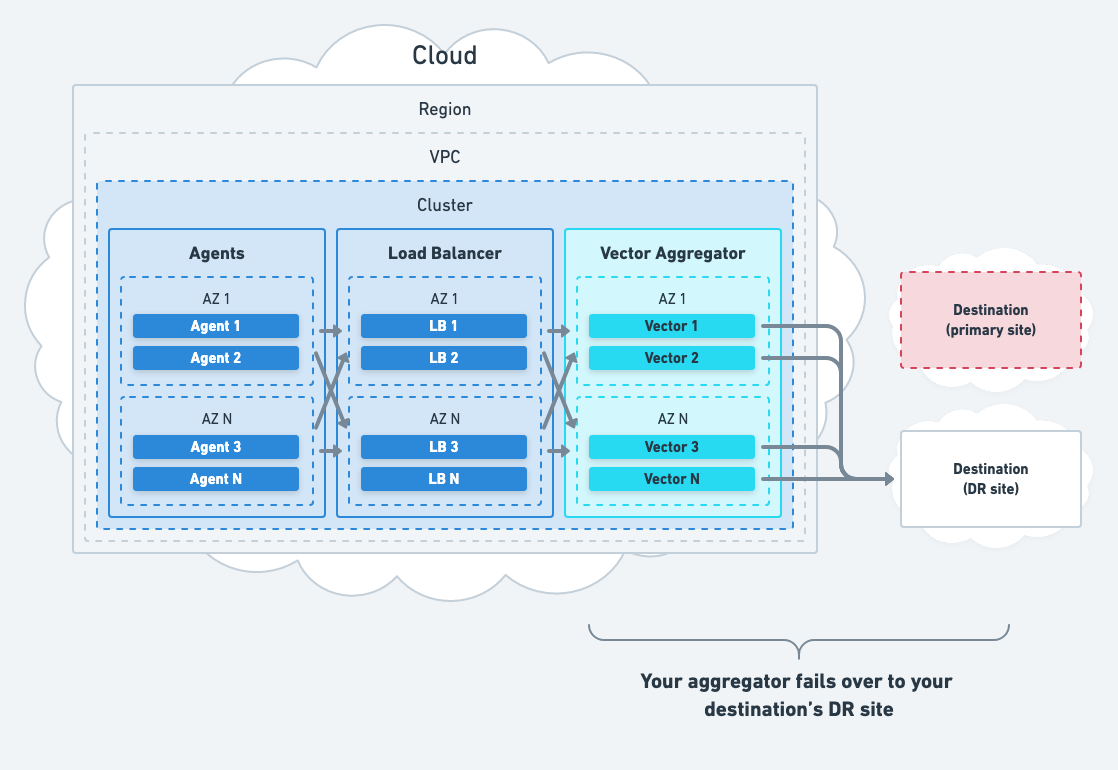 Cloud
Region
VPC
Cluster
Agents
AZ 1
Agent 1
Agent 2
AZ N
Agent 3
Agent N
Load Balancer
AZ 1
LB 1
LB 2
AZ N
LB 3
LB N
Vector Aggregator
AZ 1
Vector 1
Vector 2
AZ N
Vector 3
Vector N
Destination
(primary site)
Destination
(DR site)
Your aggregator fails over to your
destination’s DR site